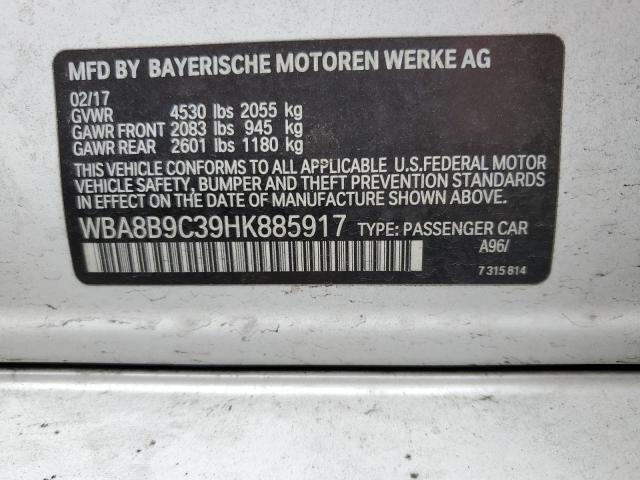 MFD BY BAYERISCHE MOTOREN WERKE AG
02/17
GVWR 4530 lbs 2055 kg
GAWR FRONT 2083 lbs 945 kg
GAWR REAR 2601 lbs 1180 kg
THIS VEHICLE CONFORMS TO ALL APPLICABLE U.S.FEDERAL MOTOR
VEHICLE SAFETY, BUMPER AND THEFT PREVENTION STANDARDS
IN EFFECT ON THE DATE OF MANUFACTURE SHOWN ABOVE.
WBA8B9C39HK885917 TYPE: PASSENGER CAR
A96/
7 315 814